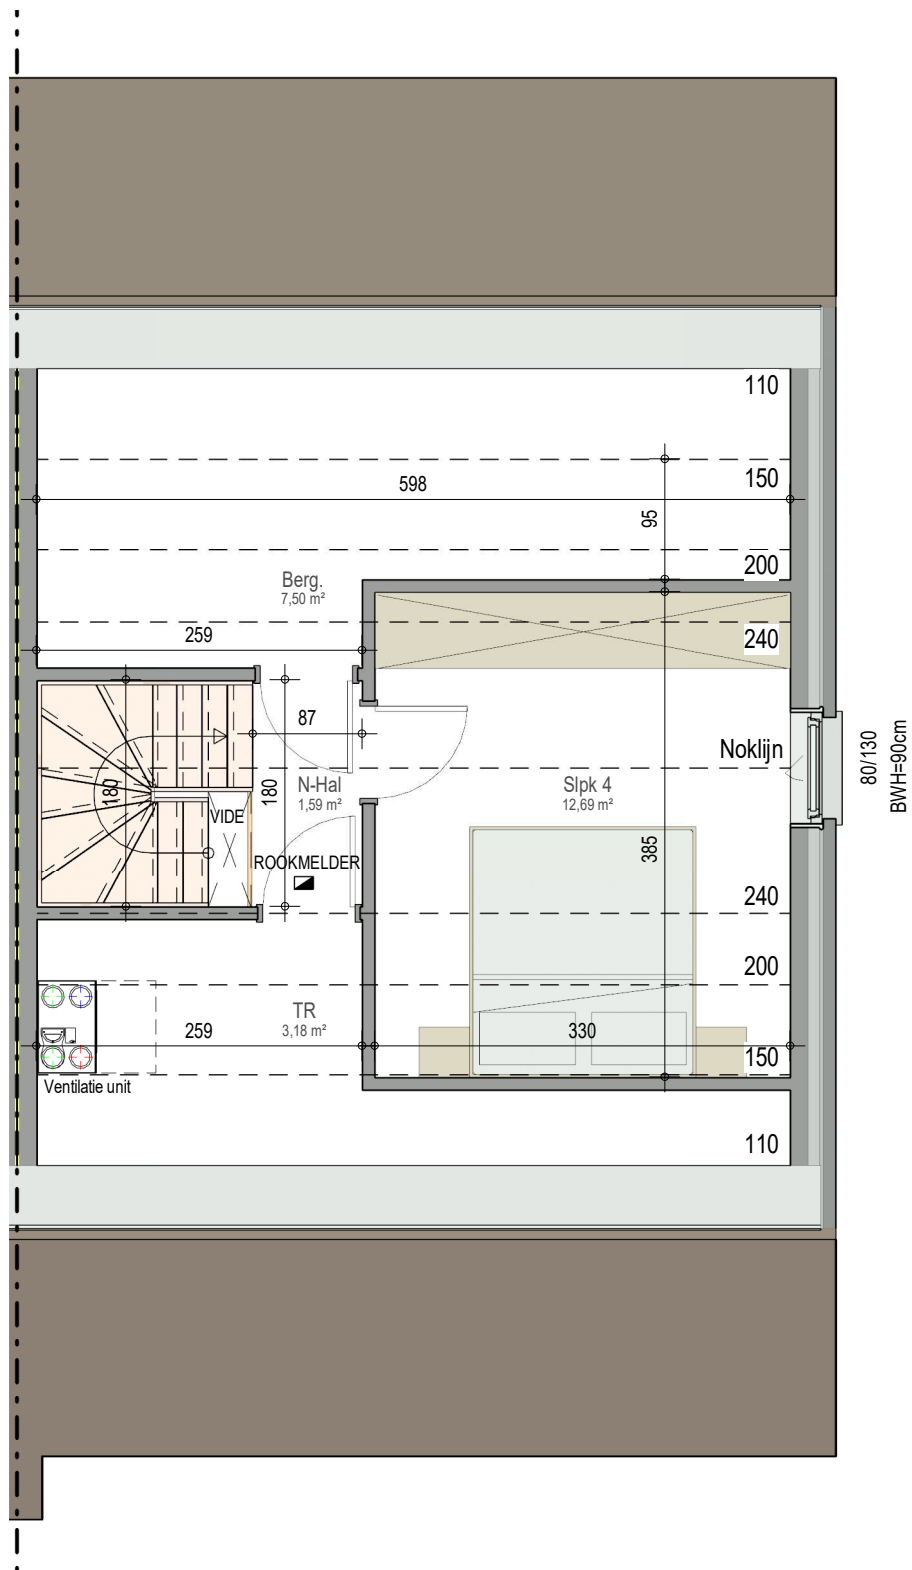 110
150
598
95
200
Berg.
7,50 m²
259
240
87
Noklijn
80/130
BWH=90cm
180
180
N-Hal
1,59 m²
Slpk 4
12,69 m²
VIDE
385
ROOKMELDER
240
200
TR
3,18 m²
259
330
150
Ventilatie unit
110